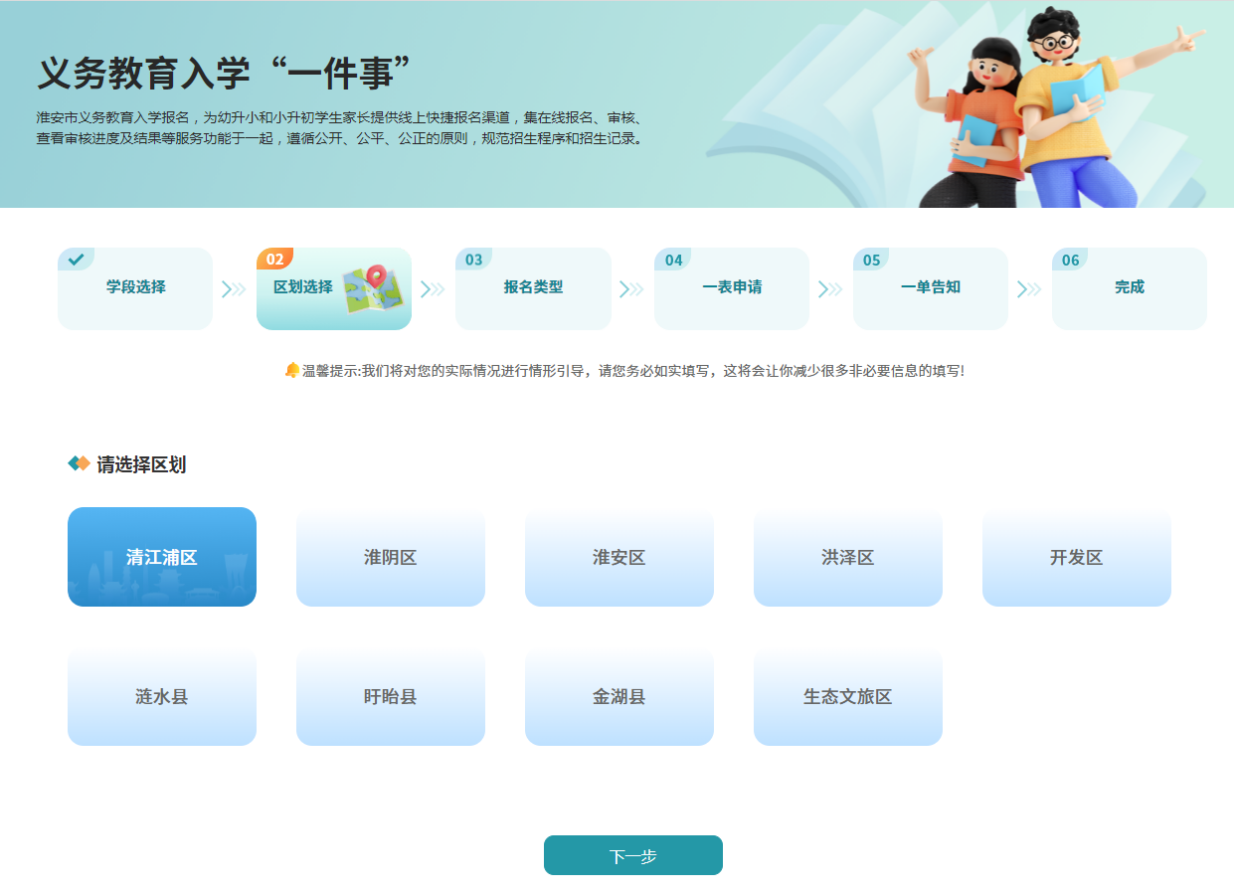 义务教育入学“一件事”
淮安市义务教育入学报名，为幼升小和小升初学生家长提供线上快捷报名渠道，集在线报名、审核、
查看审核进度及结果等服务功能于一起，遵循公开、公平、公正的原则，规范招生程序和招生记录。
学段选择
02
区划选择
03
报名类型
04
一表申请
05
一单告知
06
完成
温馨提示:我们将对您的实际情况进行情形引导，请您务必如实填写，这将会让你减少很多非必要信息的填写!
请选择区划
清江浦区
淮阴区
淮安区
洪泽区
开发区
涟水县
盱眙县
金湖县
生态文旅区
下一步